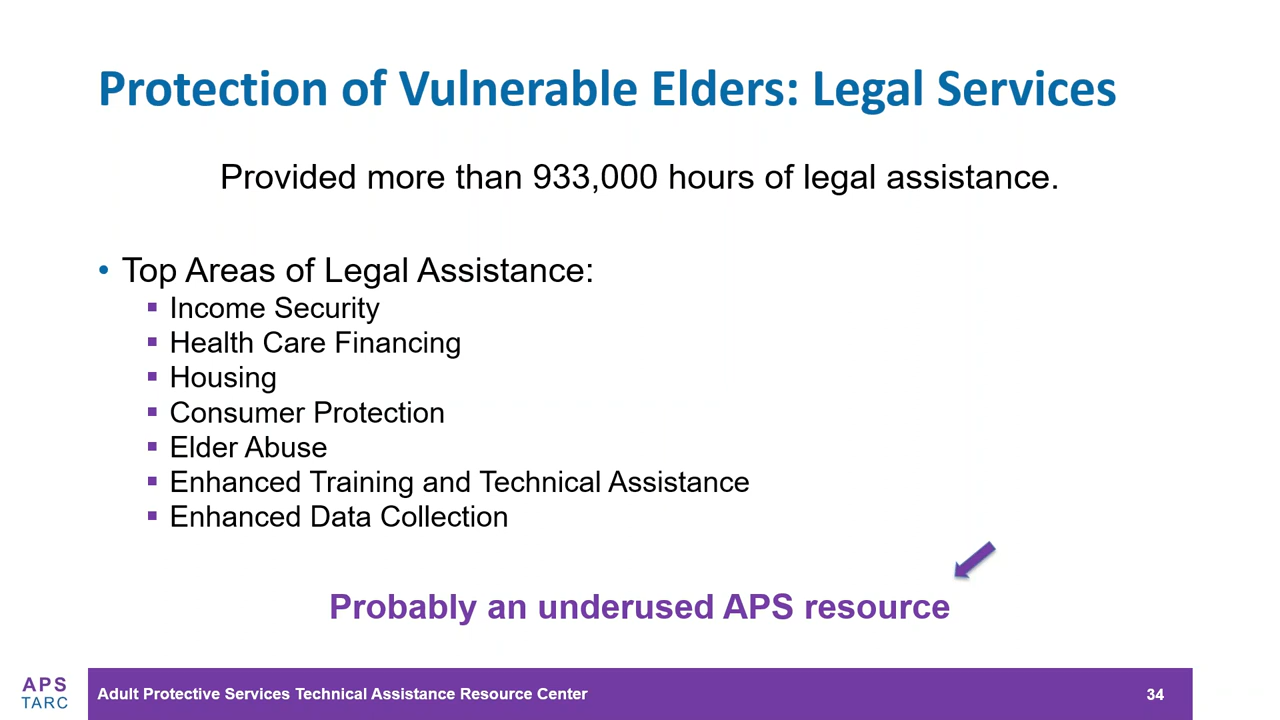 Protection of Vulnerable Elders: Legal Services
Provided more than 933,000 hours of legal assistance.
• Top Areas of Legal Assistance:
▪ Income Security
▪ Health Care Financing
▪ Housing
▪ Consumer Protection
▪ Elder Abuse
▪ Enhanced Training and Technical Assistance
▪ Enhanced Data Collection
Probably an underused APS resource
APS
TARC
Adult Protective Services Technical Assistance Resource Center
34